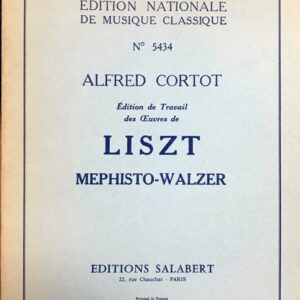 EDITION NATIONALE
DE MUSIQUE CLASSIQUE
N° 5434
ALFRED CORTOT
Édition de Travail
des Œuvres de
LISZT
MEPHISTO-WALZER
EDITIONS SALABERT
22, rue Chauchat - PARIS
Printed in France